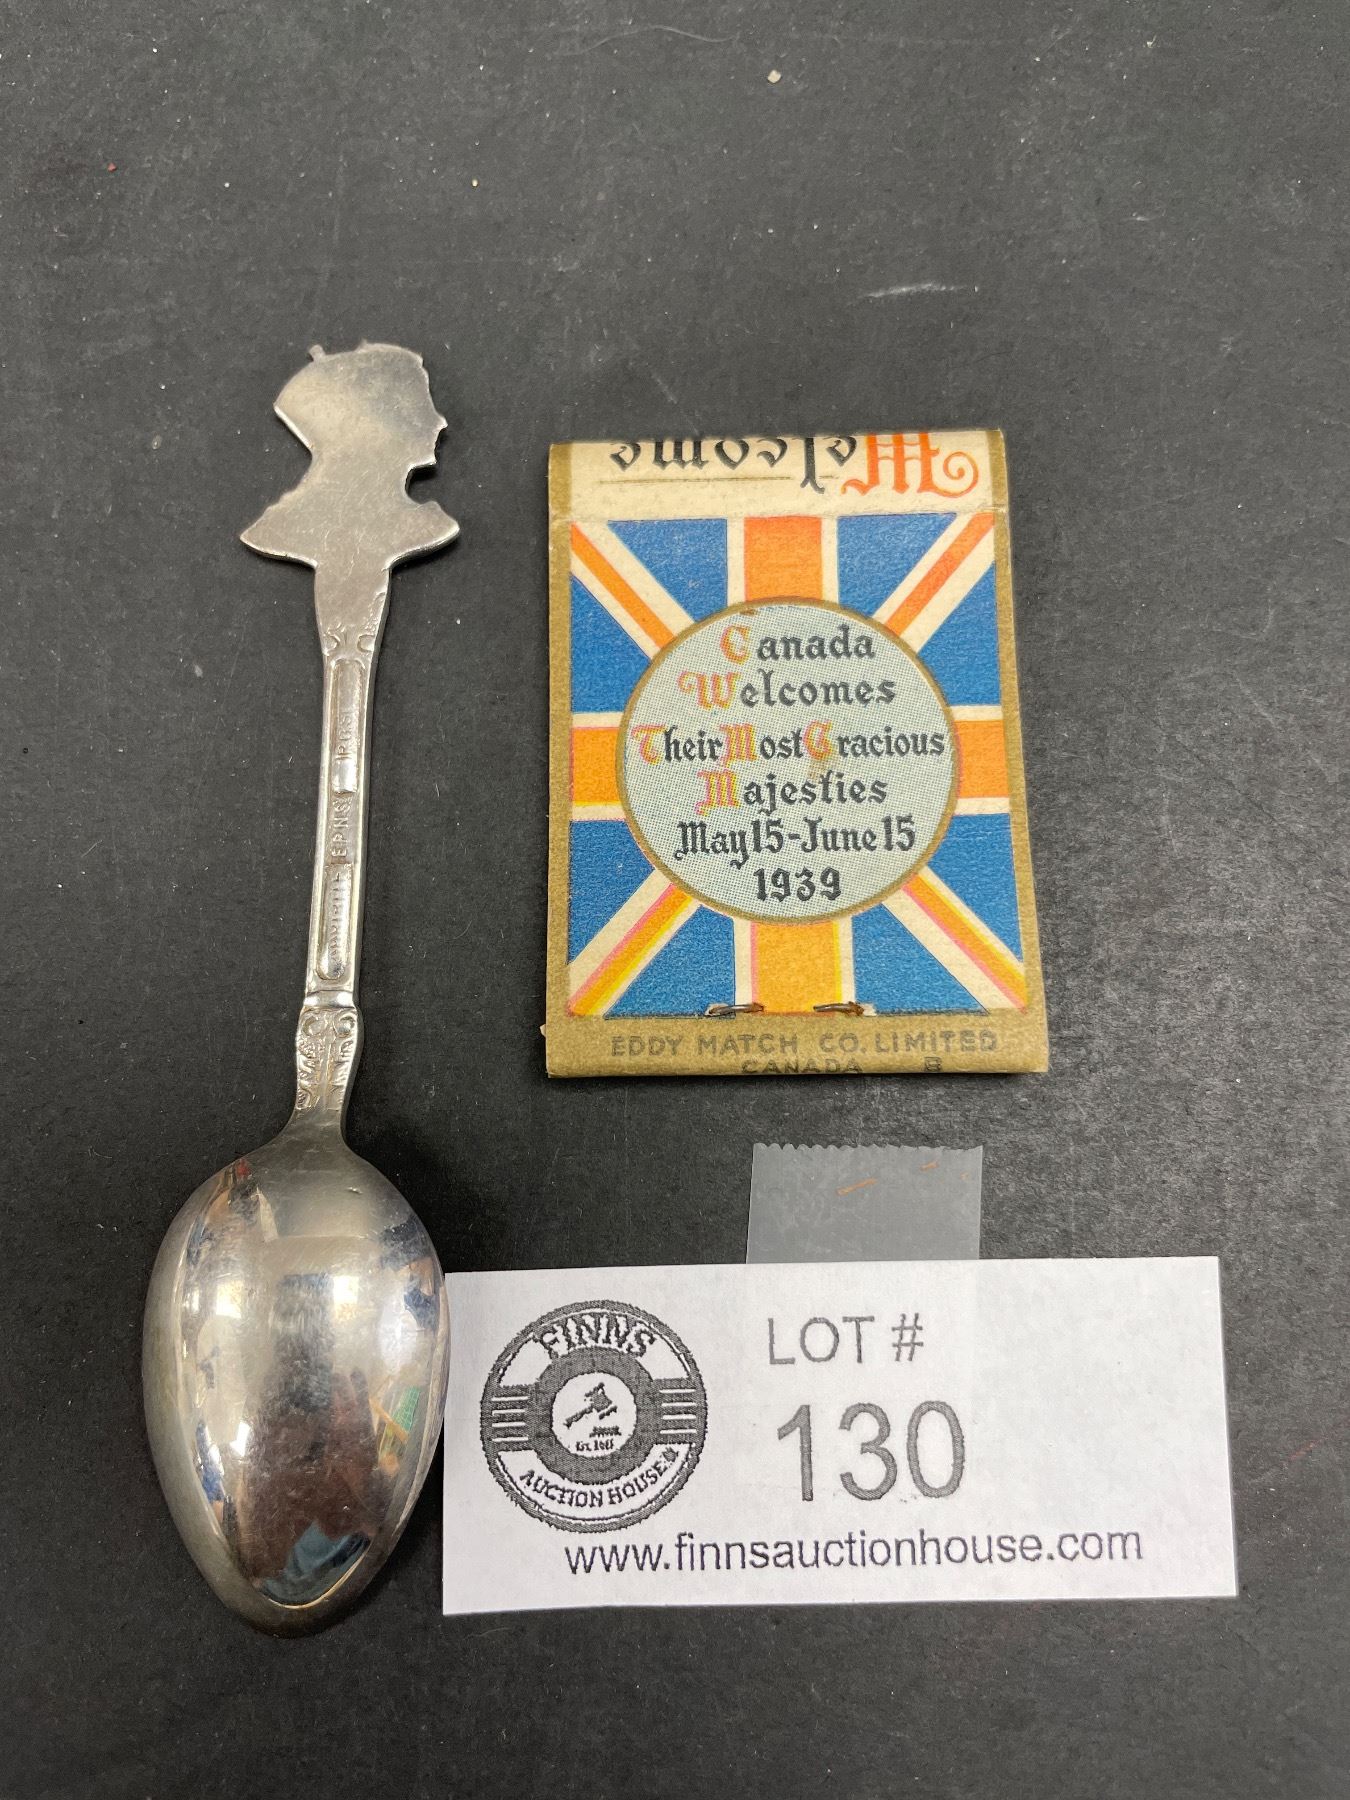 Welcome
Canada
Welcomes
Their Most Gracious
Majesties
May 15-June 15
1939
EDDY MATCH CO. LIMITED
CANADA B
E.P.N.S.
FINNS
AUCTION HOUSE
LOT #
130
www.finnsauctionhouse.com